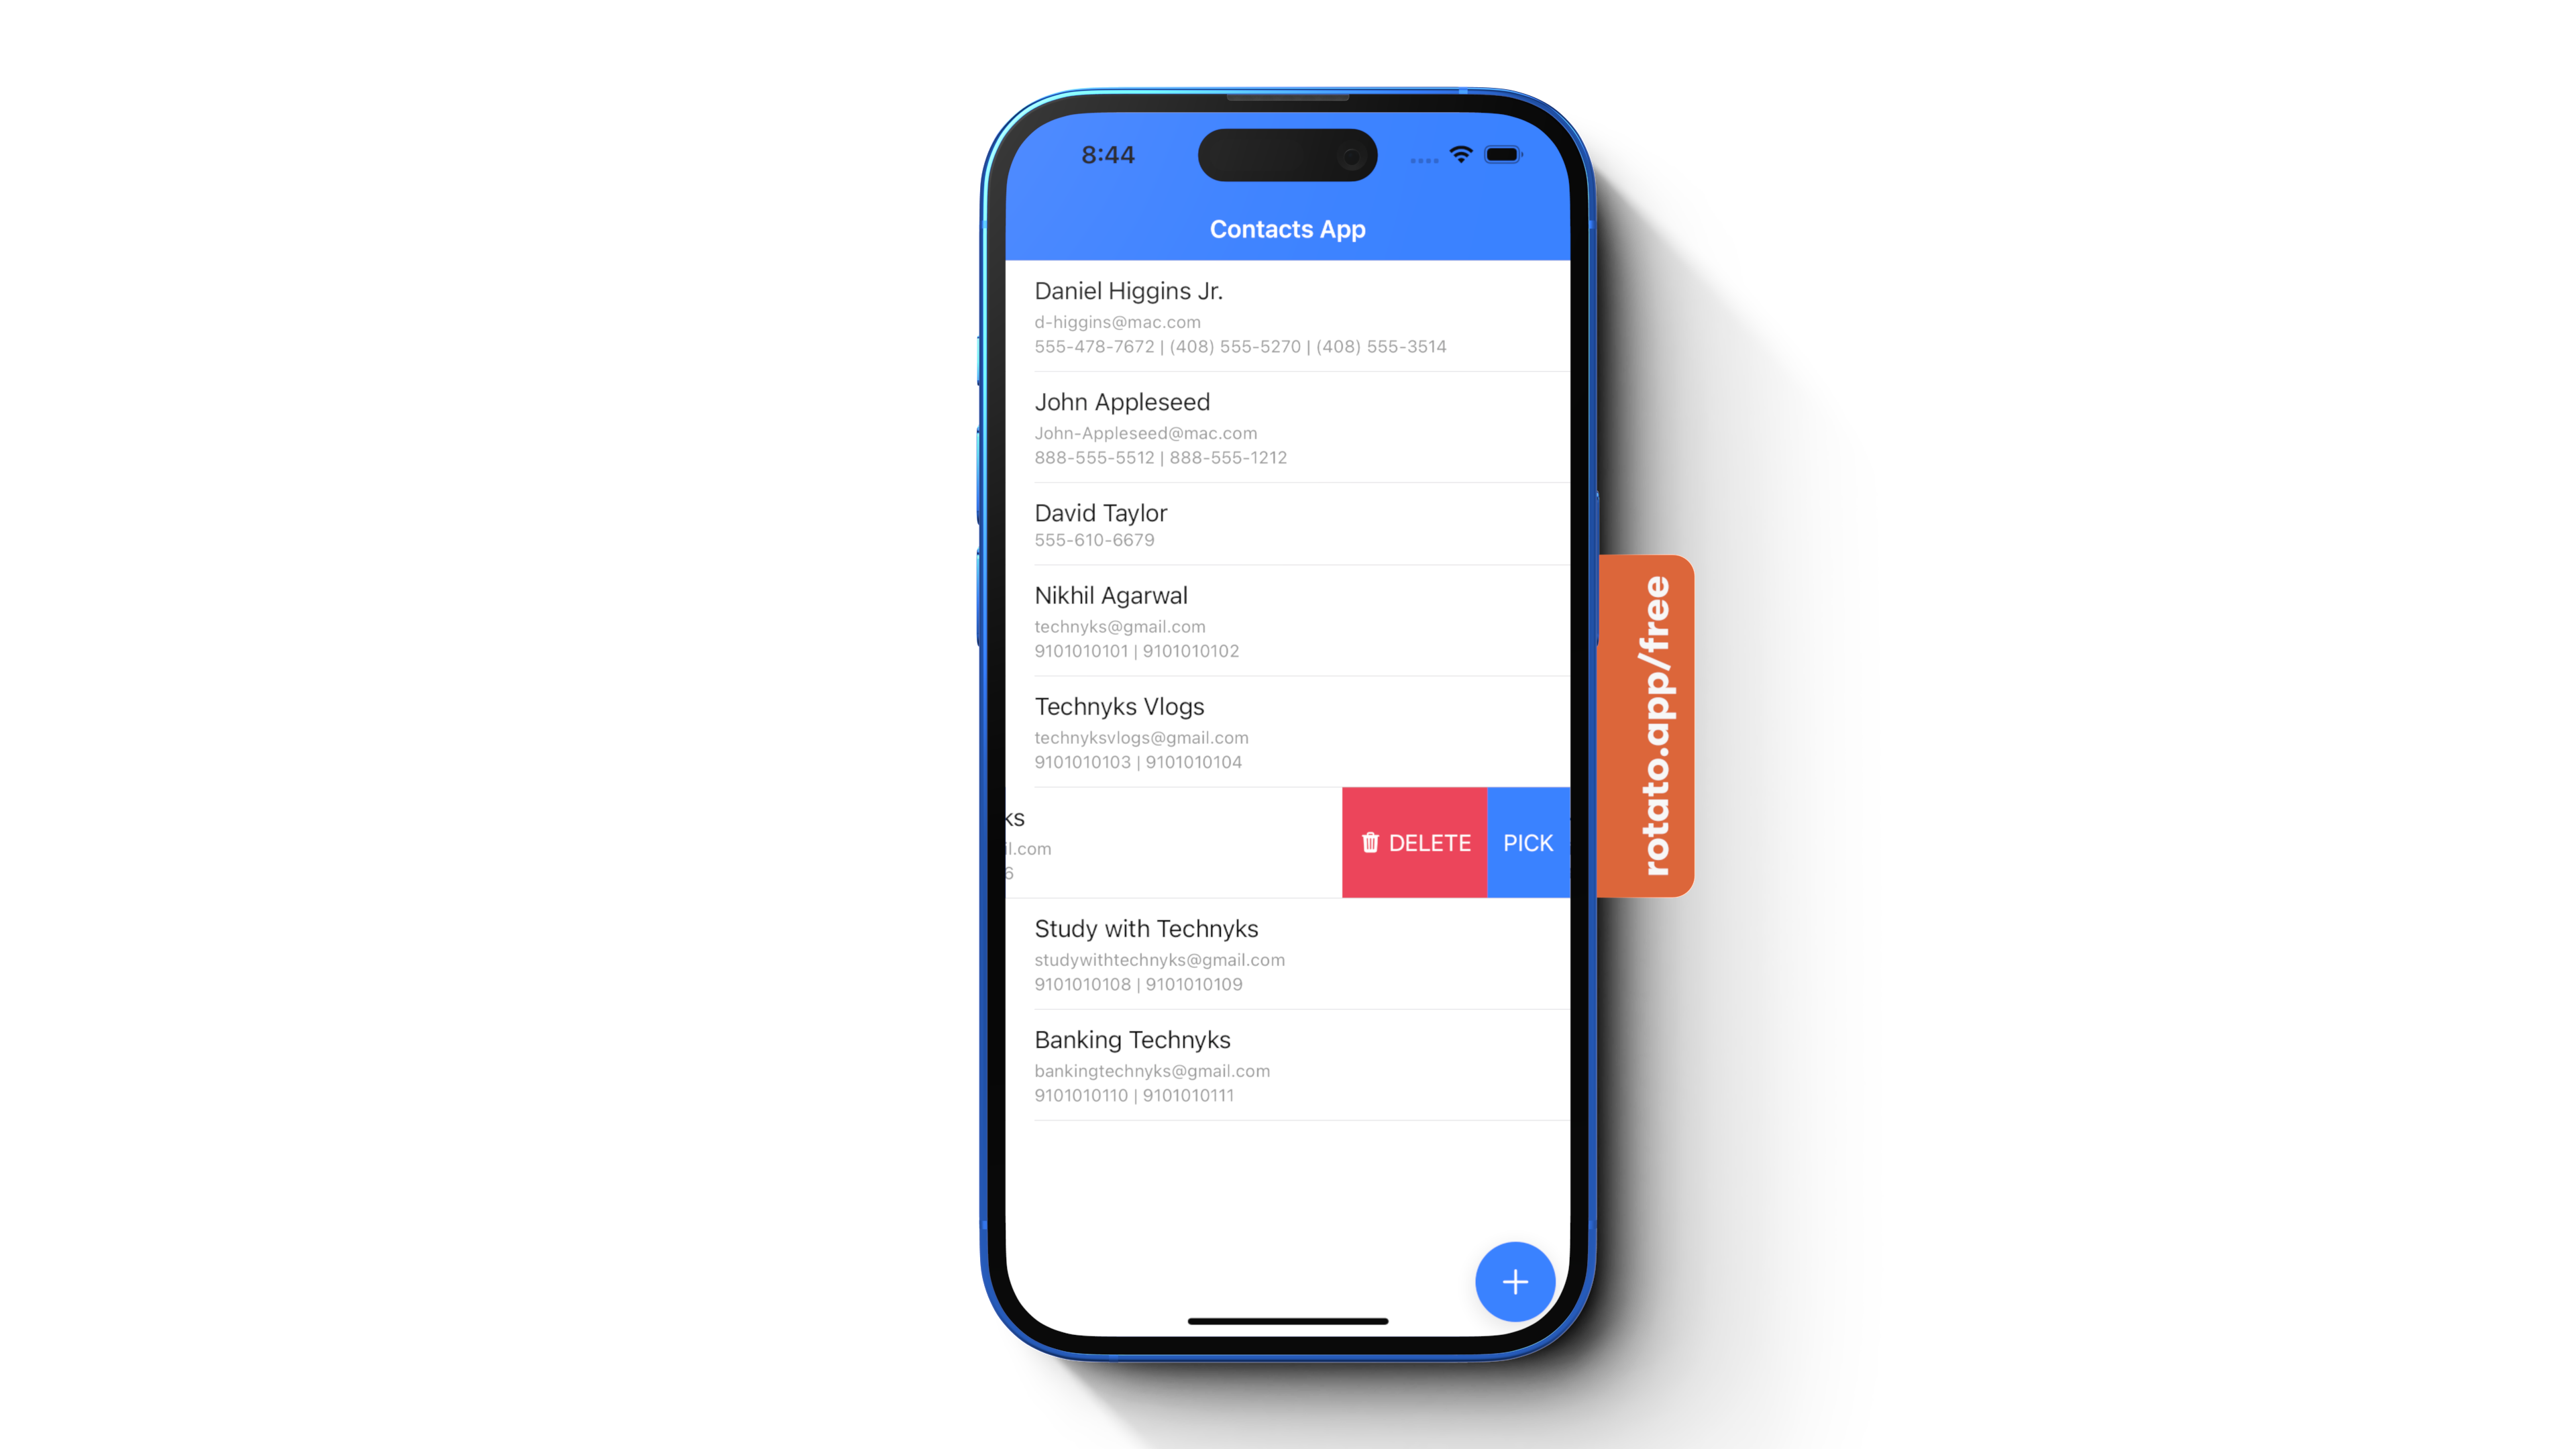 8:44
Contacts App
Daniel Higgins Jr.
d-higgins@mac.com
555-478-7672 | (408) 555-5270 | (408) 555-3514
John Appleseed
John-Appleseed@mac.com
888-555-5512 | 888-555-1212
David Taylor
555-610-6679
Nikhil Agarwal
technyks@gmail.com
9101010101 | 9101010102
Technyks Vlogs
technyksvlogs@gmail.com
9101010103 | 9101010104
ks
il.com
6
DELETE
PICK
Study with Technyks
studywithtechnyks@gmail.com
9101010108 | 9101010109
Banking Technyks
bankingtechnyks@gmail.com
9101010110 | 9101010111
rotato.app/free